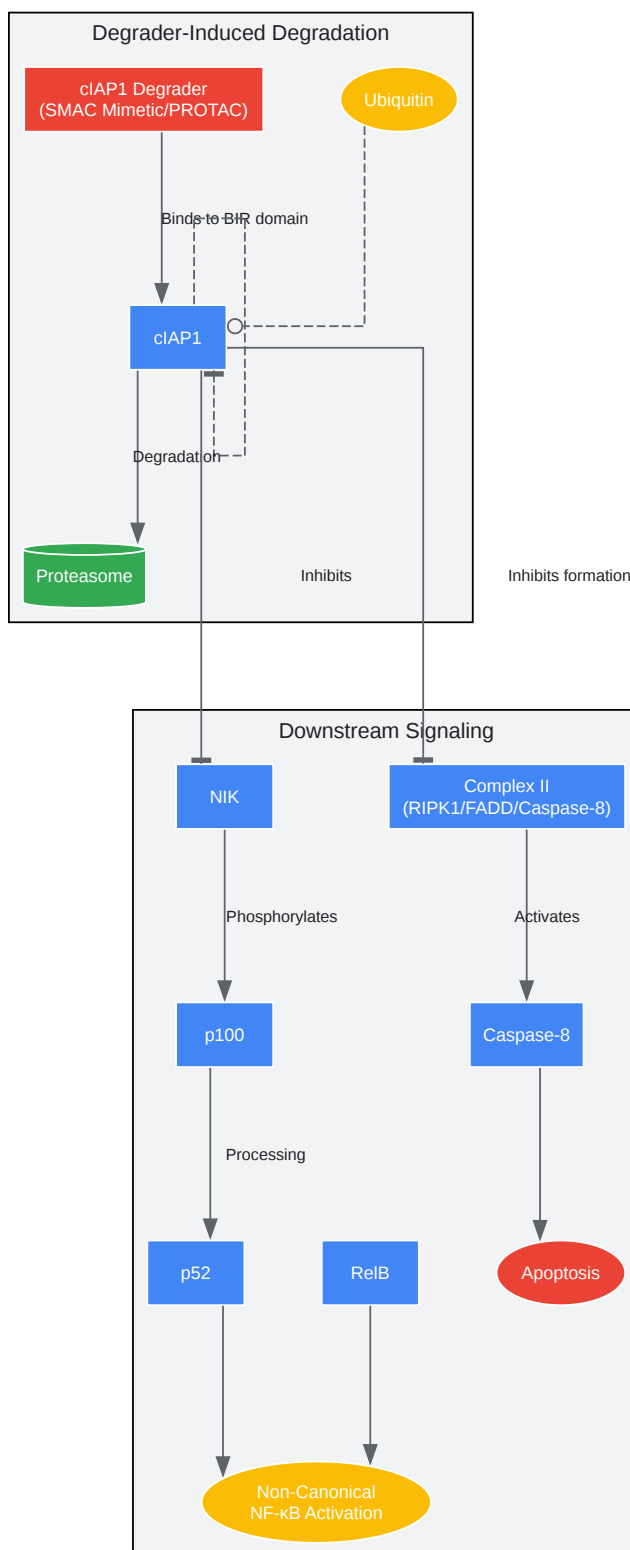 Degrader-Induced Degradation
cIAP1 Degrader
(SMAC Mimetic/PROTAC)
Ubiquitin
Binds to BIR domain
cIAP1
Degradation
Proteasome
Inhibits
Inhibits formation
Downstream Signaling
NIK
Complex II
(RIPK1/FADD/Caspase-8)
Phosphorylates
Activates
p100
Caspase-8
Processing
p52
RelB
Apoptosis
Non-Canonical
NF-κB Activation